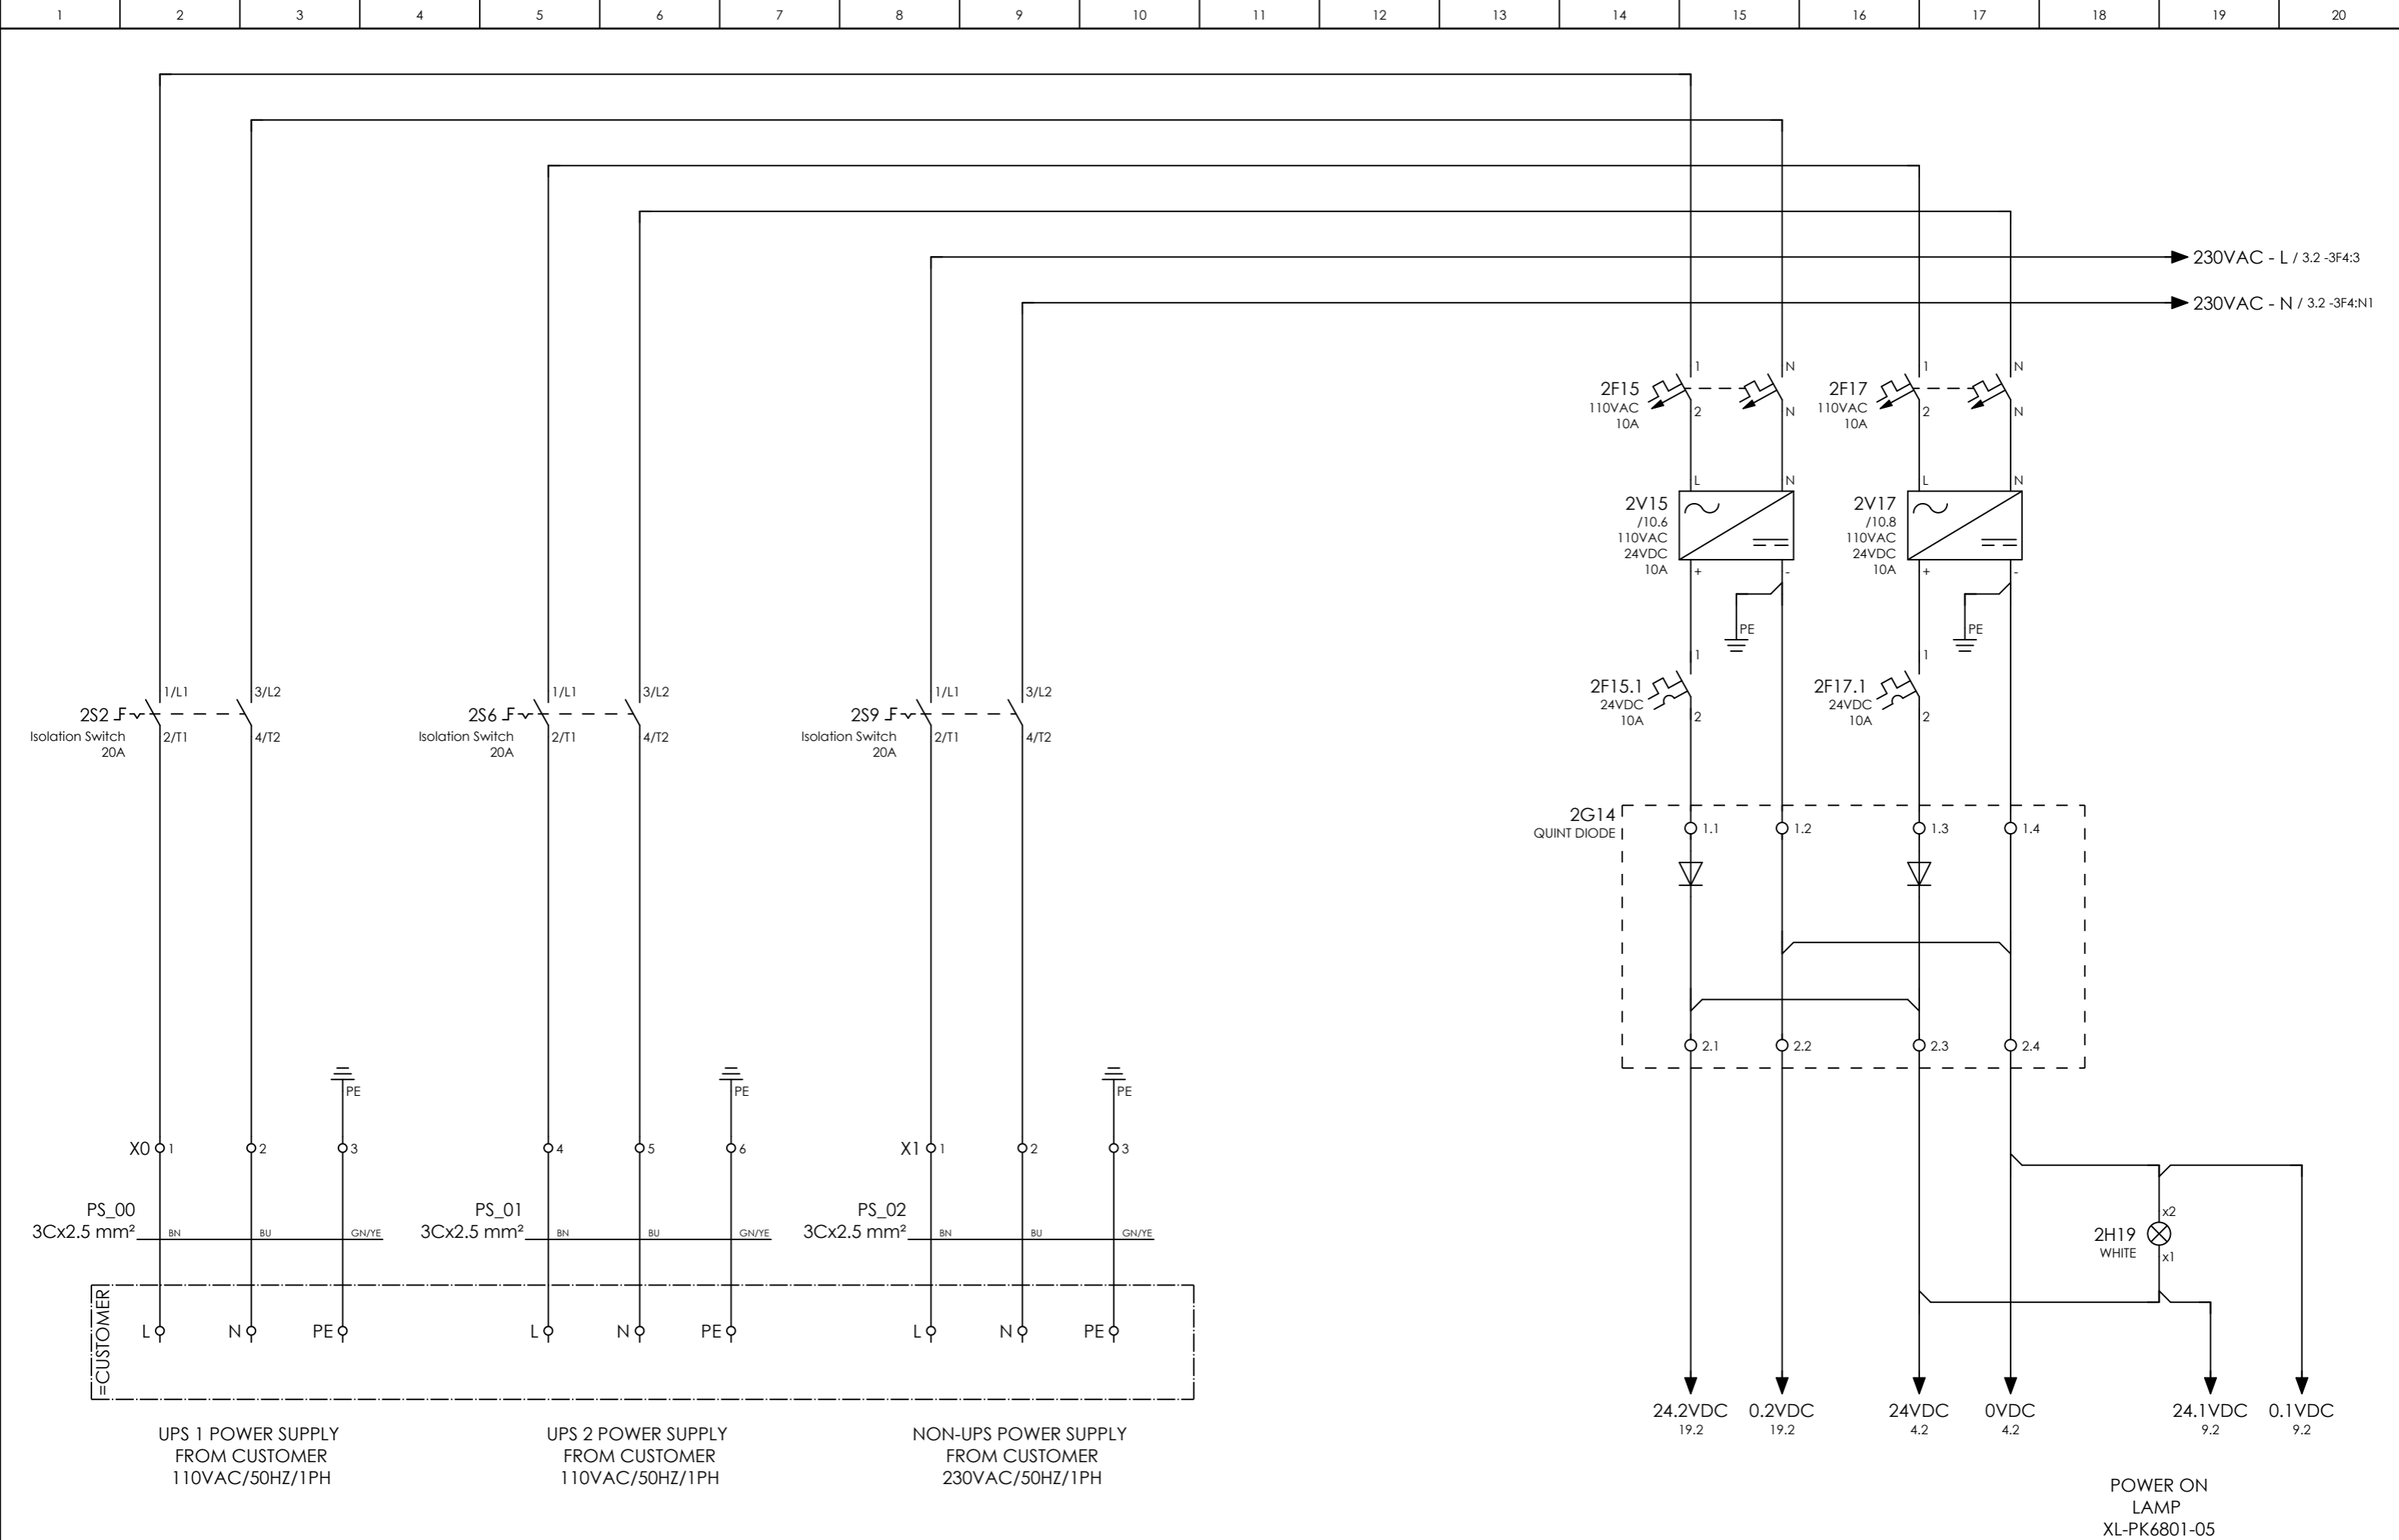 1 2 3 4 5 6 7 8 9 10 11 12 13 14 15 16 17 18 19 20
230VAC - L / 3.2 -3F4:3
230VAC - N / 3.2 -3F4:N1
1 N 1 N
2F15 2F17
110VAC 110VAC
2 N 2 N
10A 10A
L N L N
2V15 2V17
/10.6 /10.8
110VAC 110VAC
24VDC 24VDC
10A + - 10A + -
PE PE
1 1
2F15.1 2F17.1
24VDC 24VDC
10A 2 10A 2
1/L1 3/L2 1/L1 3/L2 1/L1 3/L2
2S2 2S6 2S9
Isolation Switch 2/T1 4/T2 Isolation Switch 2/T1 4/T2 Isolation Switch 2/T1 4/T2
20A 20A 20A
2G14
QUINT DIODE
1.1 1.2 1.3 1.4
2.1 2.2 2.3 2.4
PE PE PE
X0 1 2 3 4 5 6 X1 1 2 3
PS_00 PS_01 PS_02
3Cx2.5 mm² BN BU GN/YE 3Cx2.5 mm² BN BU GN/YE 3Cx2.5 mm² BN BU GN/YE
x2
2H19
WHITE
x1
=CUSTOMER
L N PE L N PE L N PE
24.2VDC 0.2VDC 24VDC 0VDC 24.1VDC 0.1VDC
19.2 19.2 4.2 4.2 9.2 9.2
UPS 1 POWER SUPPLY
FROM CUSTOMER
110VAC/50HZ/1PH
UPS 2 POWER SUPPLY
FROM CUSTOMER
110VAC/50HZ/1PH
NON-UPS POWER SUPPLY
FROM CUSTOMER
230VAC/50HZ/1PH
POWER ON
LAMP
XL-PK6801-05